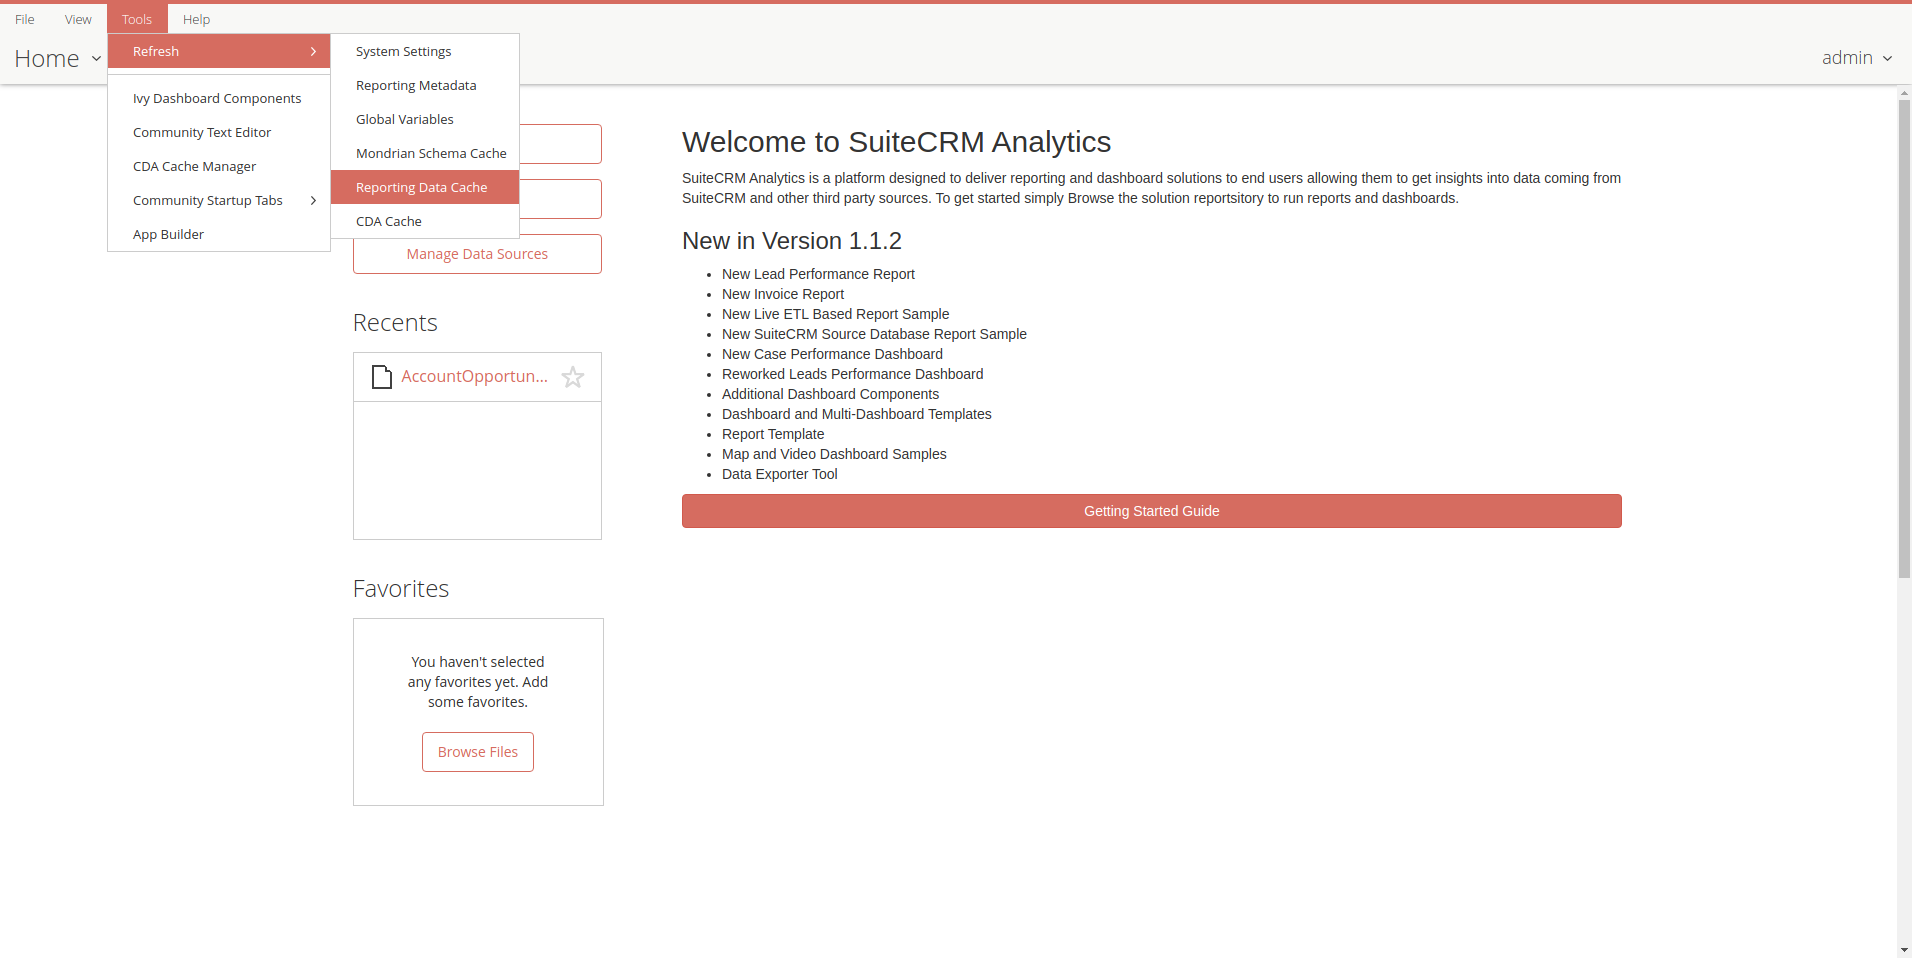 File View Tools Help
Home
admin
Refresh
Ivy Dashboard Components
Community Text Editor
CDA Cache Manager
Community Startup Tabs
App Builder
System Settings
Reporting Metadata
Global Variables
Mondrian Schema Cache
Reporting Data Cache
CDA Cache
Manage Data Sources
Recents
AccountOpportun...
Favorites
You haven't selected
any favorites yet. Add
some favorites.
Browse Files
Welcome to SuiteCRM Analytics
SuiteCRM Analytics is a platform designed to deliver reporting and dashboard solutions to end users allowing them to get insights into data coming from
SuiteCRM and other third party sources. To get started simply Browse the solution reportsitory to run reports and dashboards.
New in Version 1.1.2
• New Lead Performance Report
• New Invoice Report
• New Live ETL Based Report Sample
• New SuiteCRM Source Database Report Sample
• New Case Performance Dashboard
• Reworked Leads Performance Dashboard
• Additional Dashboard Components
• Dashboard and Multi-Dashboard Templates
• Report Template
• Map and Video Dashboard Samples
• Data Exporter Tool
Getting Started Guide